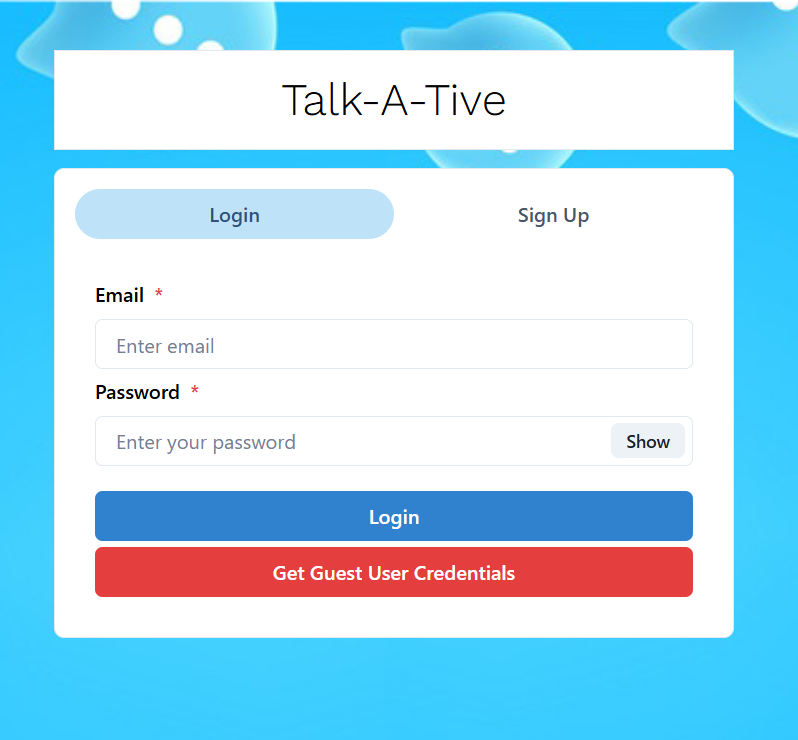 Talk-A-Tive
Login Sign Up
Email *
Enter email
Password *
Enter your password Show
Login
Get Guest User Credentials